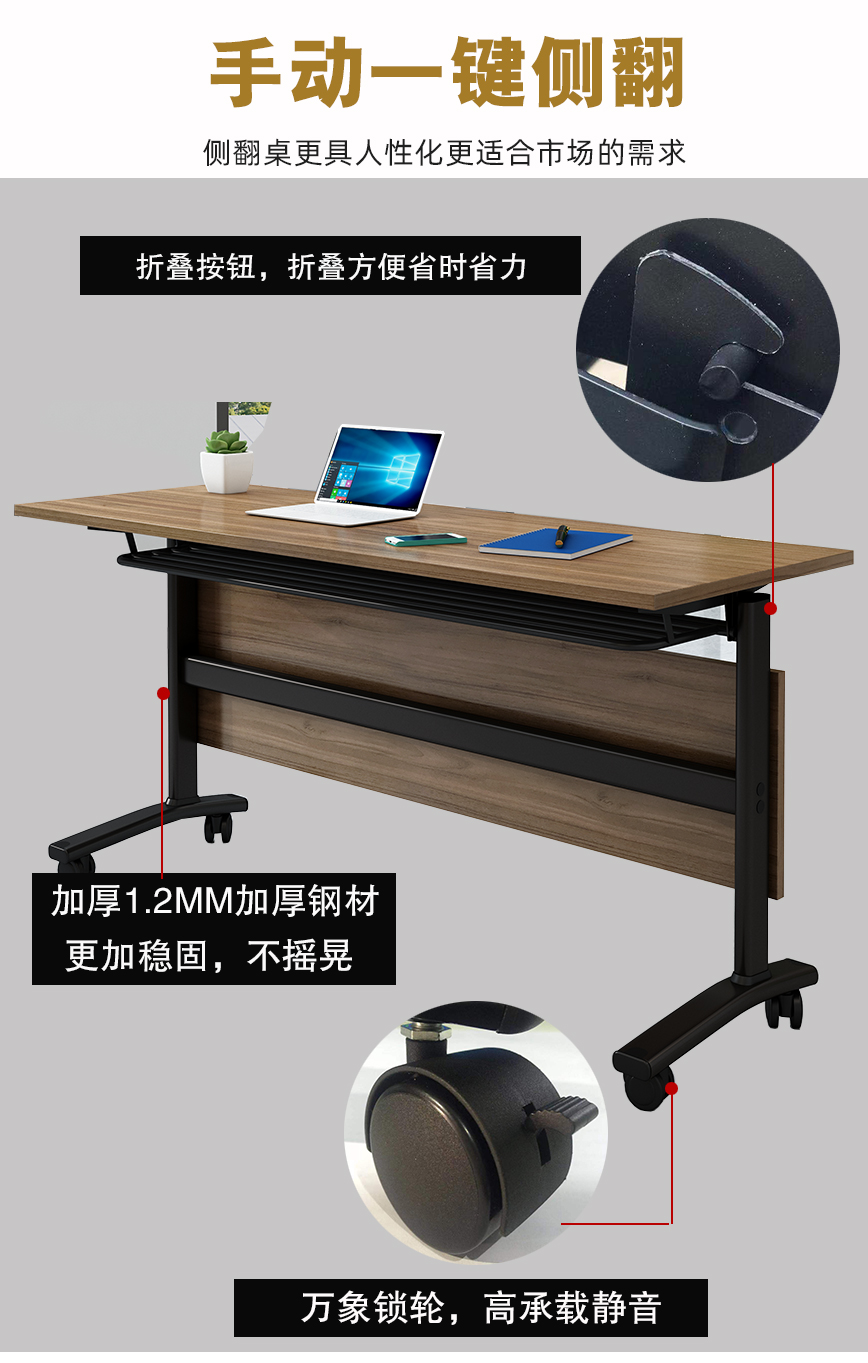 手动一键侧翻
侧翻桌更具人性化更适合市场的需求
折叠按钮，折叠方便省时省力
加厚1.2MM加厚钢材
更加稳固，不摇晃
万象锁轮，高承载静音